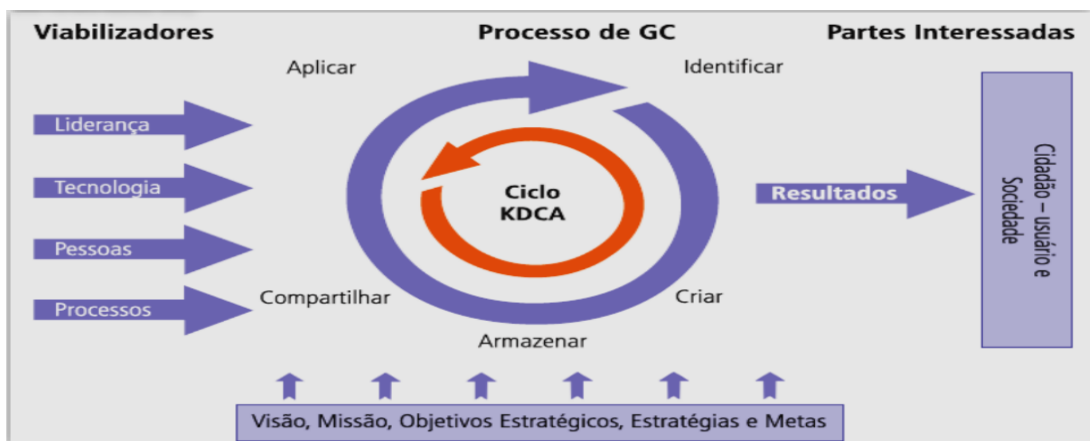 Viabilizadores
Processo de GC
Partes Interessadas
Aplicar
Identificar
Liderança
Tecnologia
Pessoas
Processos
Ciclo
KDCA
Resultados
Cidadão – usuário e
Sociedade
Compartilhar
Criar
Armazenar
Visão, Missão, Objetivos Estratégicos, Estratégias e Metas